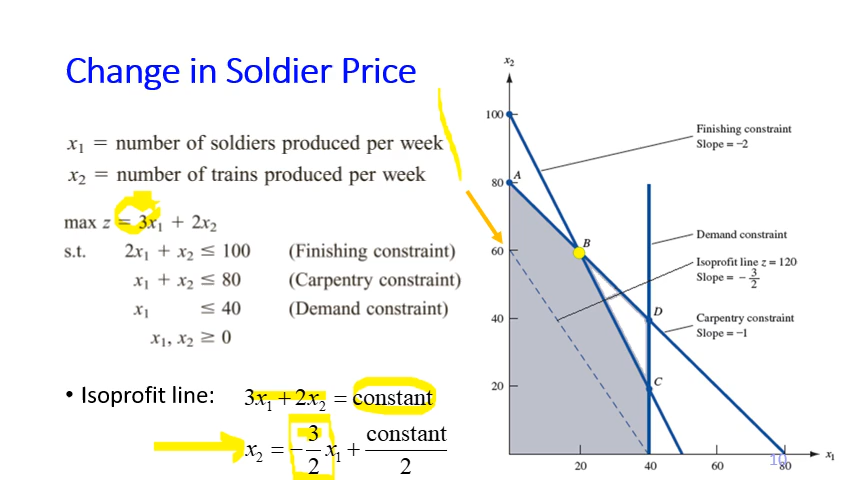 Change in Soldier Price
x₁ = number of soldiers produced per week
x₂ = number of trains produced per week
max z = 3x₁ + 2x₂
s.t. 2x₁ + x₂ ≤ 100 (Finishing constraint)
x₁ + x₂ ≤ 80 (Carpentry constraint)
x₁ ≤ 40 (Demand constraint)
x₁, x₂ ≥ 0
• Isoprofit line: 3x₁ + 2x₂ = constant
x₂ = -3/2 x₁ + constant/2
x₂
100
80
60
40
20
A
B
D
C
Finishing constraint
Slope = -2
Demand constraint
Isoprofit line z = 120
Slope = -3/2
Carpentry constraint
Slope = -1
20
40
60
80
x₁
10